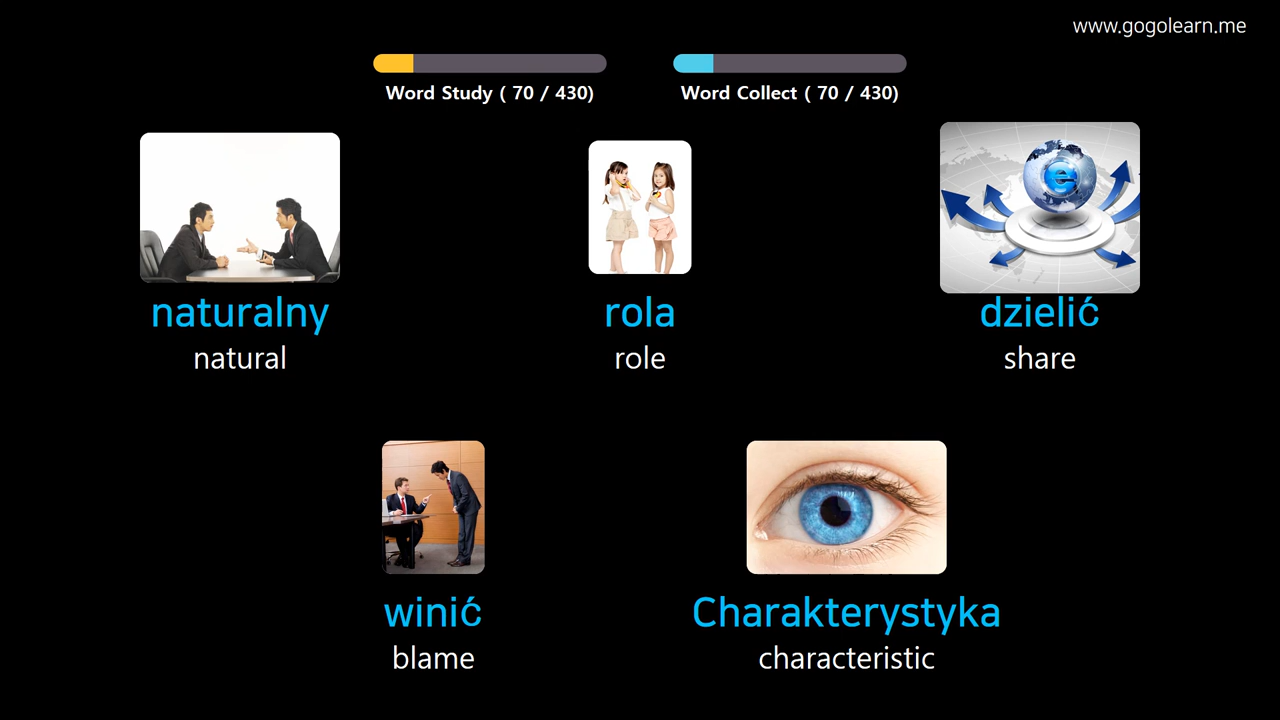 www.gogolearn.me
Word Study ( 70 / 430)
Word Collect ( 70 / 430)
e
naturalny
rola
dzielić
natural
role
share
winić
Charakterystyka
blame
characteristic